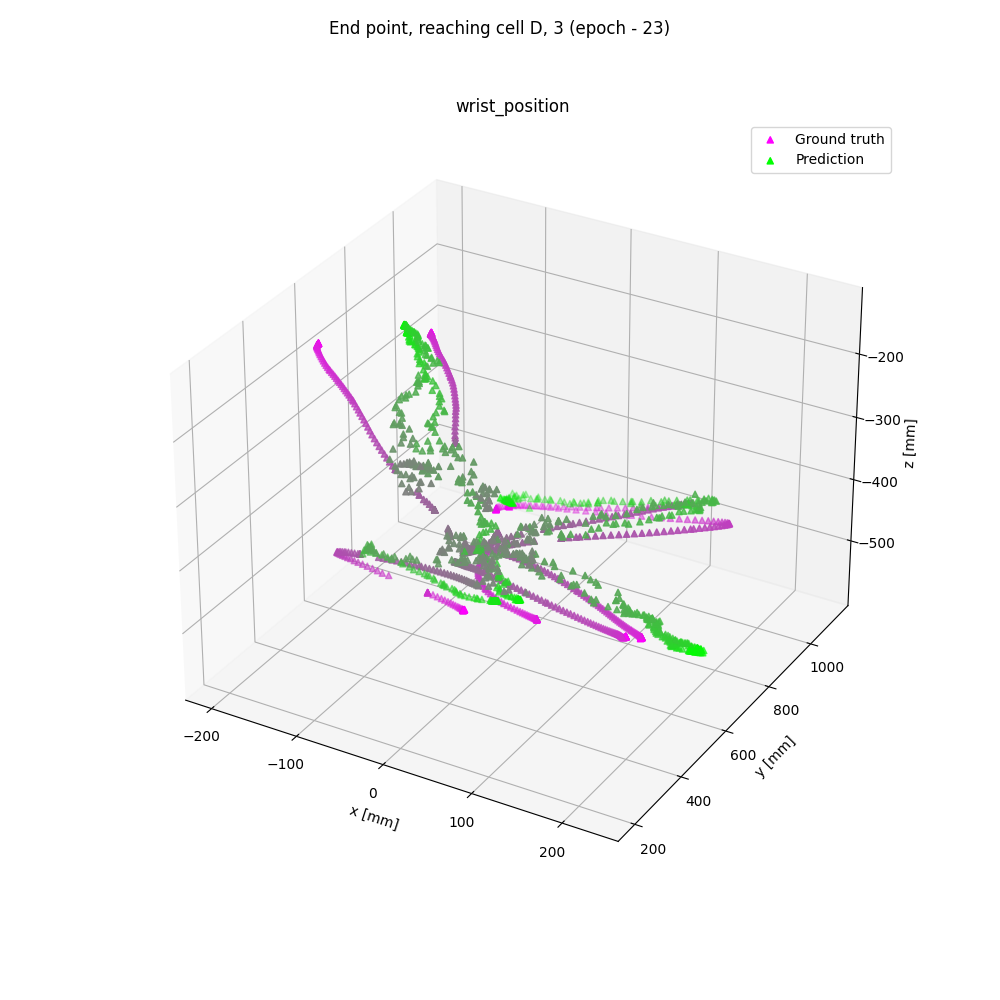 End point, reaching cell D, 3 (epoch - 23)
wrist_position
Ground truth
Prediction
−200
−300
−400
−500
z [mm]
1000
800
600
400
200
y [mm]
−200
−100
0
100
200
x [mm]